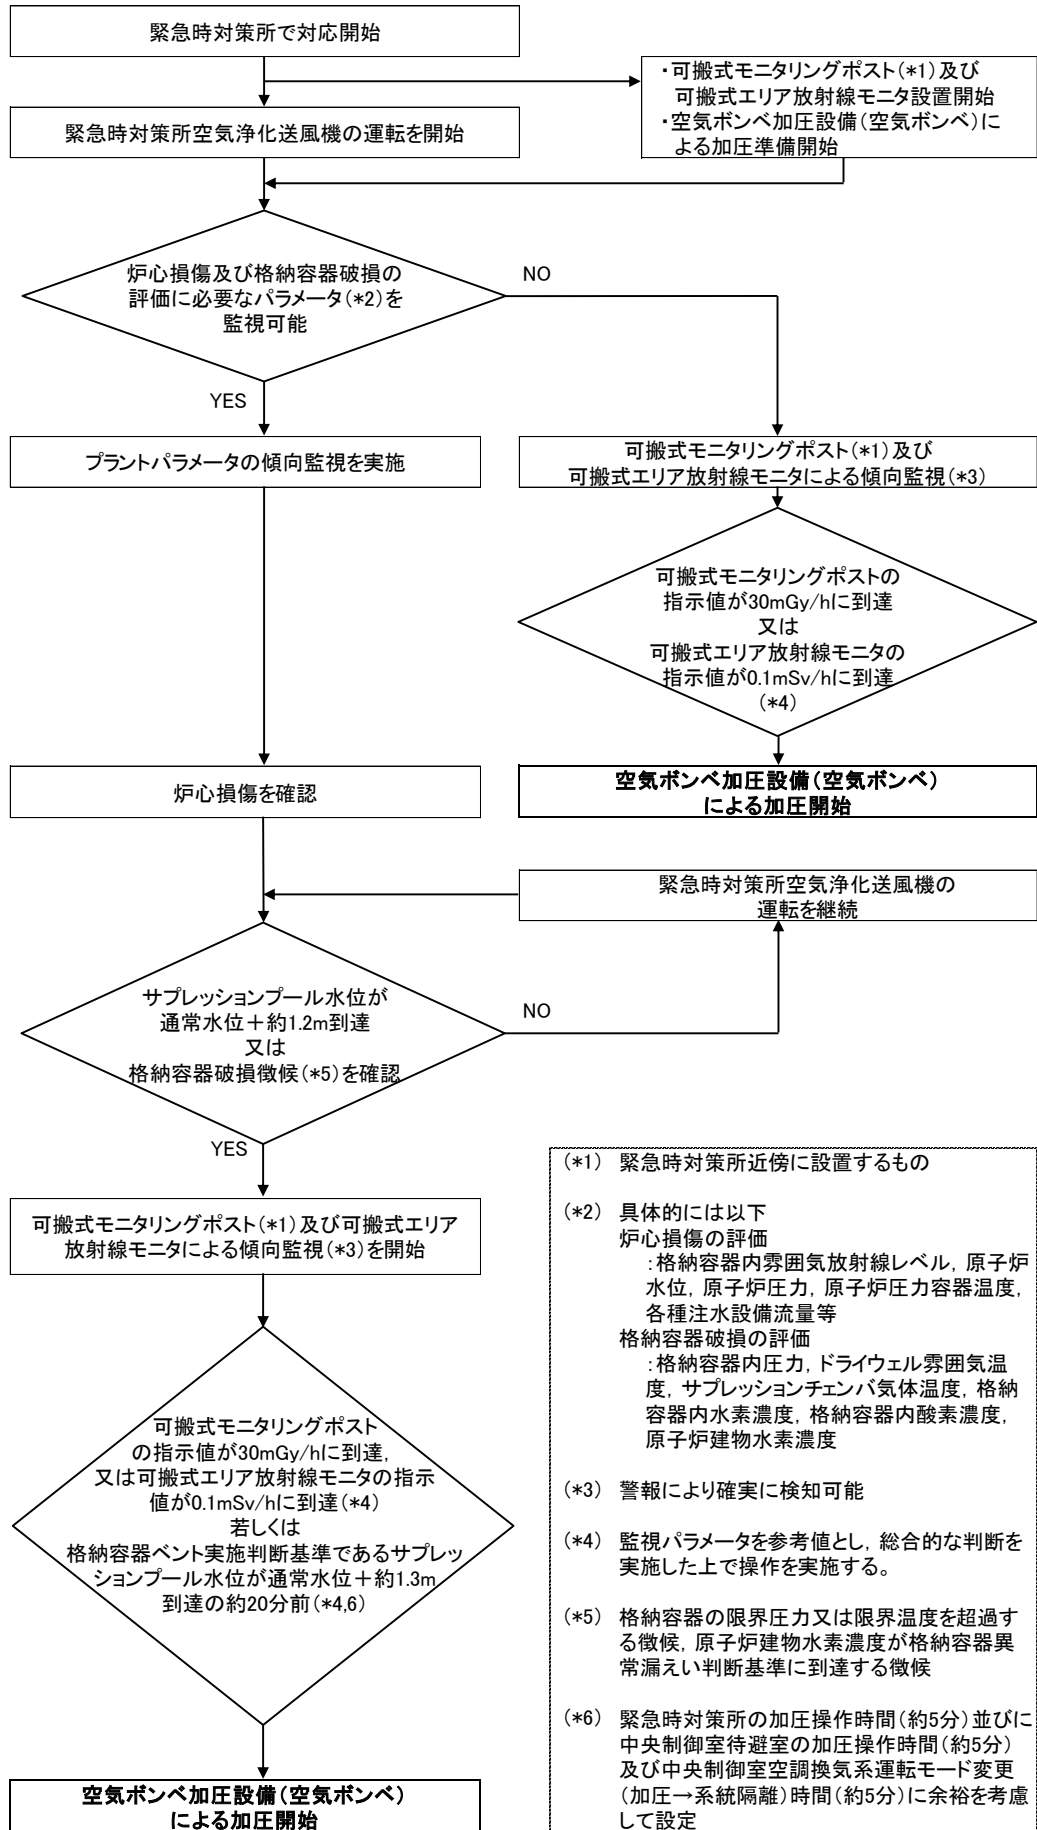 緊急時対策所で対応開始
・可搬式モニタリングポスト(*1)及び
可搬式エリア放射線モニタ設置開始
・空気ボンベ加圧設備(空気ボンベ)に
よる加圧準備開始
緊急時対策所空気浄化送風機の運転を開始
炉心損傷及び格納容器破損の
評価に必要なパラメータ(*2)を
監視可能
NO
YES
プラントパラメータの傾向監視を実施
可搬式モニタリングポスト(*1)及び
可搬式エリア放射線モニタによる傾向監視(*3)
可搬式モニタリングポストの
指示値が30mGy/hに到達
又は
可搬式エリア放射線モニタの
指示値が0.1mSv/hに到達
(*4)
空気ボンベ加圧設備(空気ボンベ)
による加圧開始
炉心損傷を確認
緊急時対策所空気浄化送風機の
運転を継続
サプレッションプール水位が
通常水位+約1.2m到達
又は
格納容器破損徴候(*5)を確認
NO
YES
可搬式モニタリングポスト(*1)及び可搬式エリア
放射線モニタによる傾向監視(*3)を開始
可搬式モニタリングポスト
の指示値が30mGy/hに到達,
又は可搬式エリア放射線モニタの指示
値が0.1mSv/hに到達(*4)
若しくは
格納容器ベント実施判断基準であるサプレッ
ションプール水位が通常水位+約1.3m
到達の約20分前(*4,6)
空気ボンベ加圧設備(空気ボンベ)
による加圧開始
(*1) 緊急時対策所近傍に設置するもの
(*2) 具体的には以下
炉心損傷の評価
:格納容器内雰囲気放射線レベル, 原子炉
水位, 原子炉圧力, 原子炉圧力容器温度,
各種注水設備流量等
格納容器破損の評価
:格納容器内圧力, ドライウェル雰囲気温
度, サプレッションチェンバ気体温度, 格納
容器内水素濃度, 格納容器内酸素濃度,
原子炉建物水素濃度
(*3) 警報により確実に検知可能
(*4) 監視パラメータを参考値とし, 総合的な判断を
実施した上で操作を実施する。
(*5) 格納容器の限界圧力又は限界温度を超過す
る徴候, 原子炉建物水素濃度が格納容器異
常漏えい判断基準に到達する徴候
(*6) 緊急時対策所の加圧操作時間(約5分)並びに
中央制御室待避室の加圧操作時間(約5分)
及び中央制御室空調換気系運転モード変更
(加圧→系統隔離)時間(約5分)に余裕を考慮
して設定